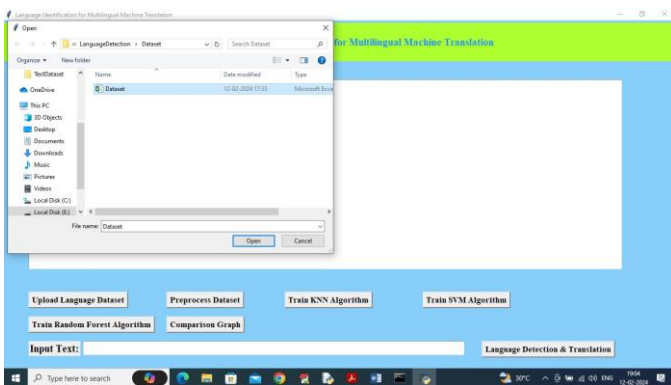 Language Identification for Multilingual Machine Translation
Open
LanguageDetection > Dataset
Search Dataset
for Multilingual Machine Translation
Organize
New folder
TextDataset
OneDrive
This PC
3D Objects
Desktop
Documents
Downloads
Music
Pictures
Videos
Local Disk (C:)
Local Disk (E:)
Name
Date modified
Type
Dataset
12-02-2024 17:35
Microsoft Exce
File name: Dataset
Open
Cancel
Upload Language Dataset
Preprocess Dataset
Train KNN Algorithm
Train SVM Algorithm
Train Random Forest Algorithm
Comparison Graph
Input Text:
Language Detection & Translation
Type here to search
30°C
ENG
19:04
12-02-2024